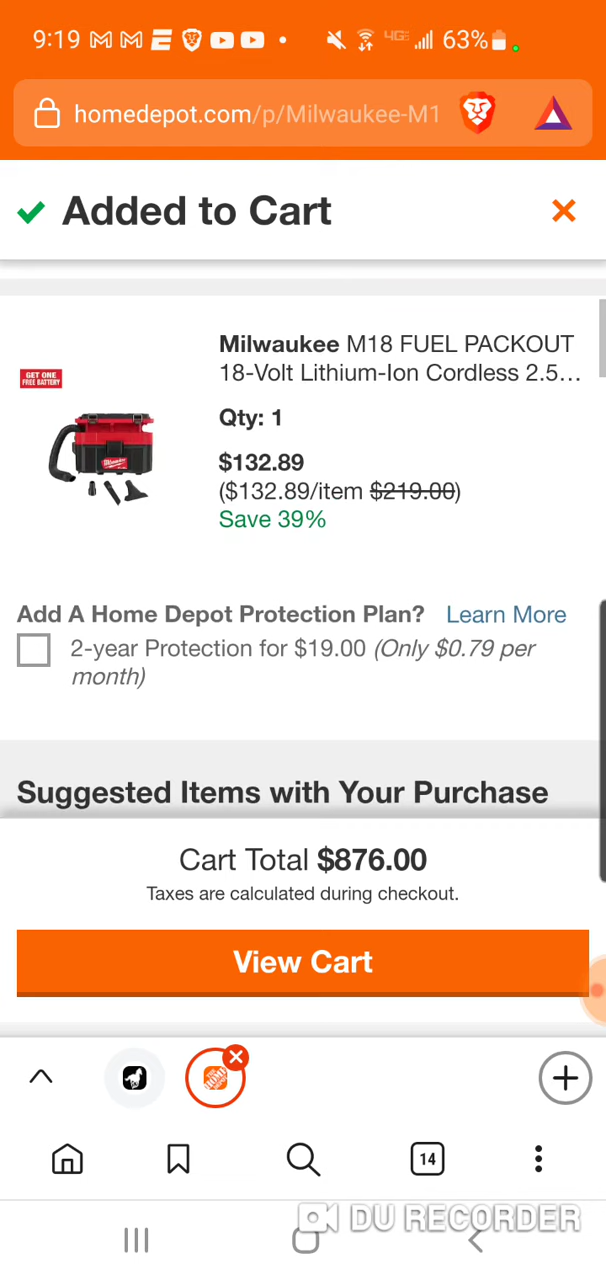 9:19 4GE 63%
homedepot.com/p/Milwaukee-M1
Added to Cart
GET ONE
FREE BATTERY
Milwaukee M18 FUEL PACKOUT
18-Volt Lithium-Ion Cordless 2.5...
Qty: 1
$132.89
($132.89/item $219.00)
Save 39%
Add A Home Depot Protection Plan? Learn More
2-year Protection for $19.00 (Only $0.79 per
month)
Suggested Items with Your Purchase
Cart Total $876.00
Taxes are calculated during checkout.
View Cart
14
DU RECORDER